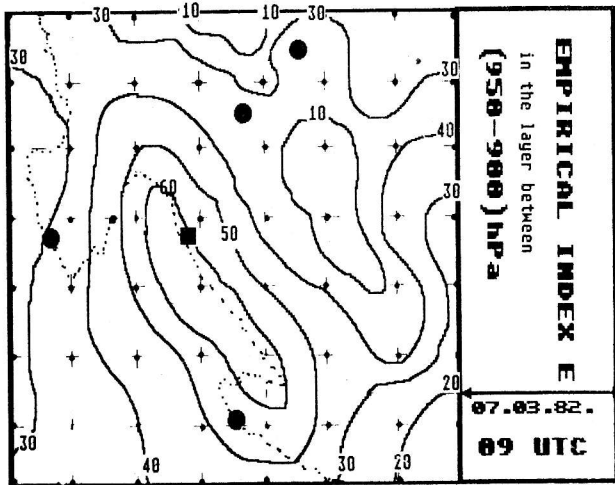 EMPIRICAL INDEX E
in the layer between
(950-900)hPa
07.03.82.
09 UTC
30 10 10 30
30 30
10 40
60 30
50
20
30 40 30 20